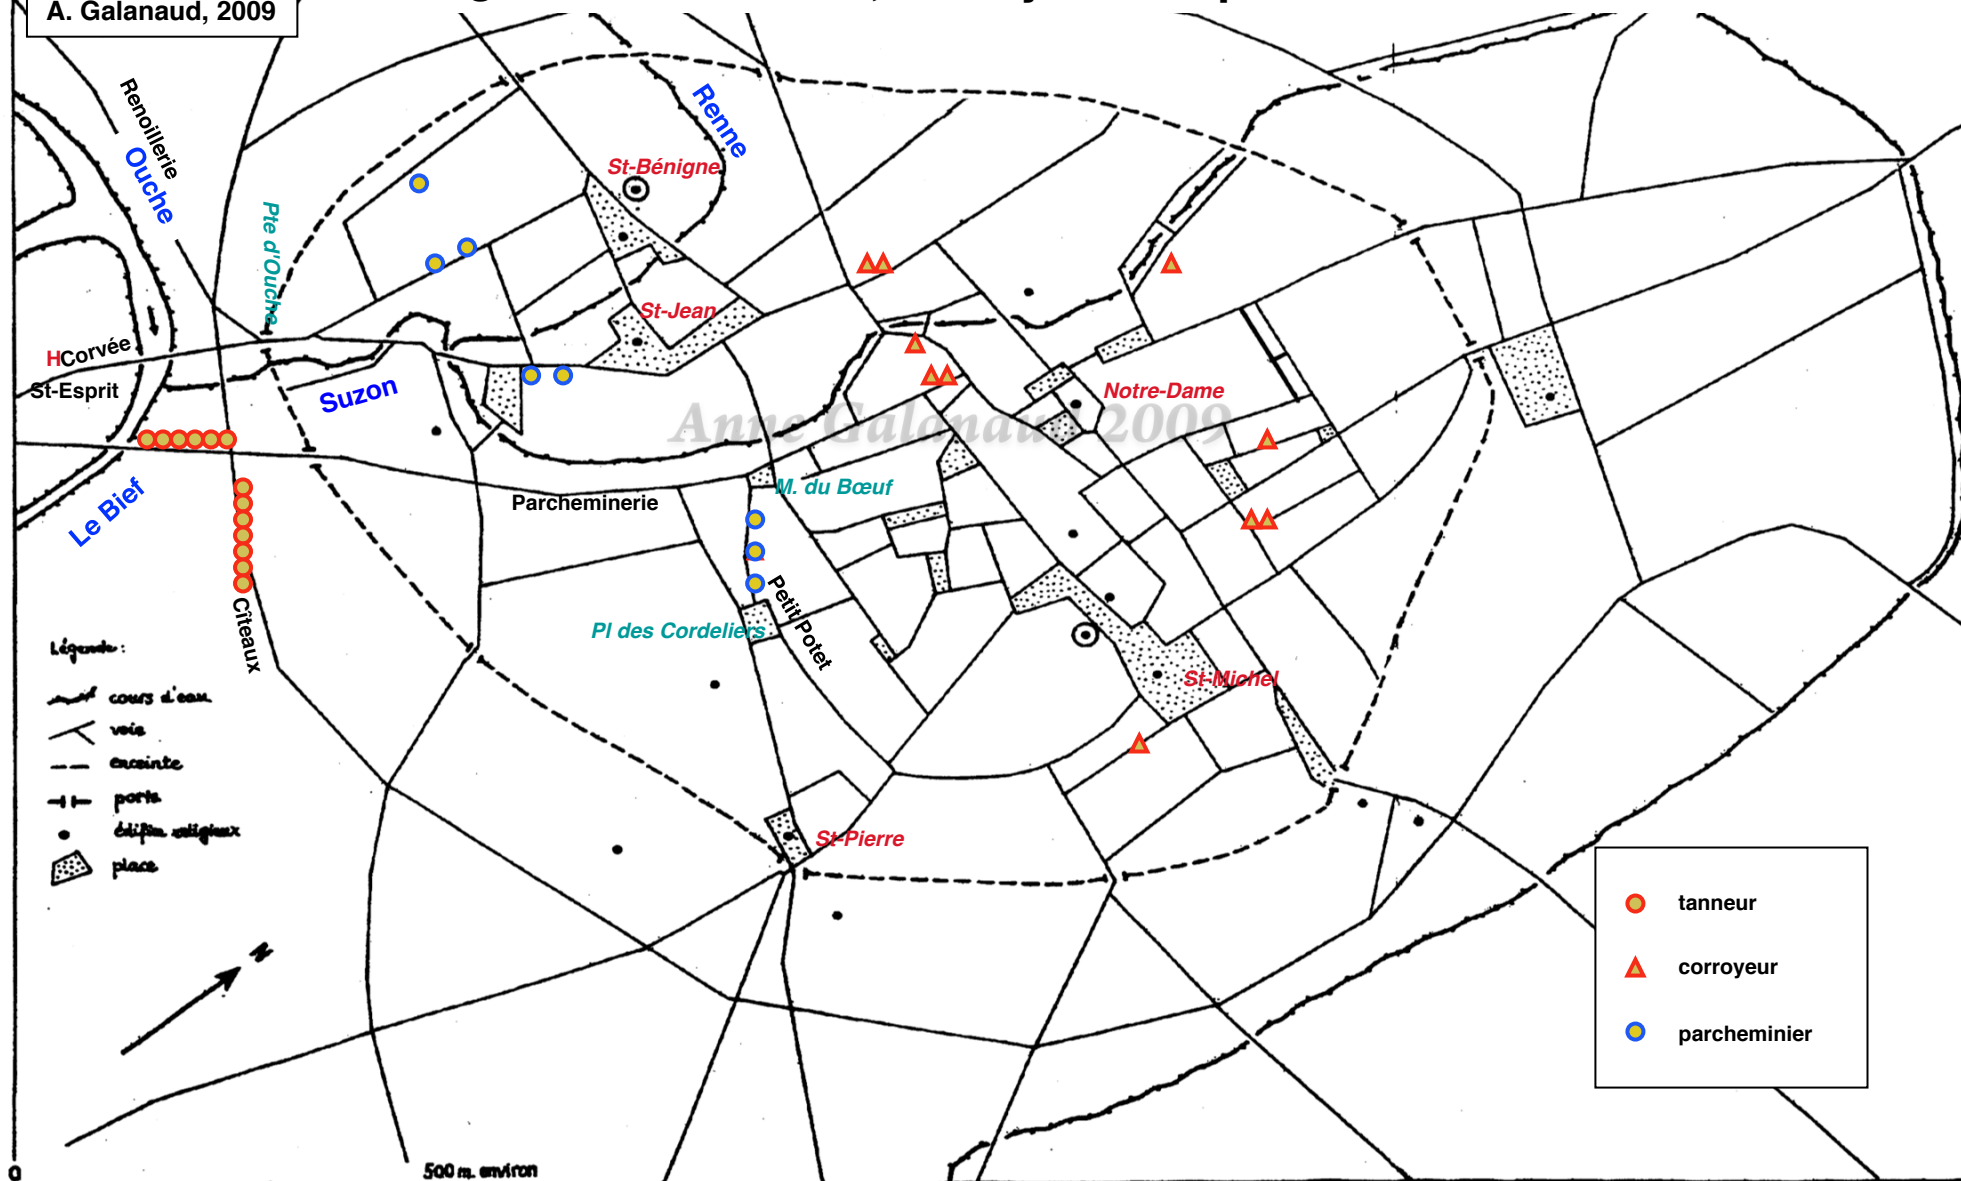 A. Galanaud, 2009
Renoillerie
Ouche
Renne
St-Bénigne
Pte d'Ouche
St-Jean
HCorvée
St-Esprit
Suzon
Notre-Dame
Anne Galanaud 2009
Le Bief
M. du Bœuf
Parcheminerie
Petit Potet
Pl des Cordeliers
Cîteaux
St-Michel
St-Pierre
Légende :
cours d'eau
voie
enceinte
porte
édifice religieux
place
N
tanneur
corroyeur
parcheminier
0
500 m. environ